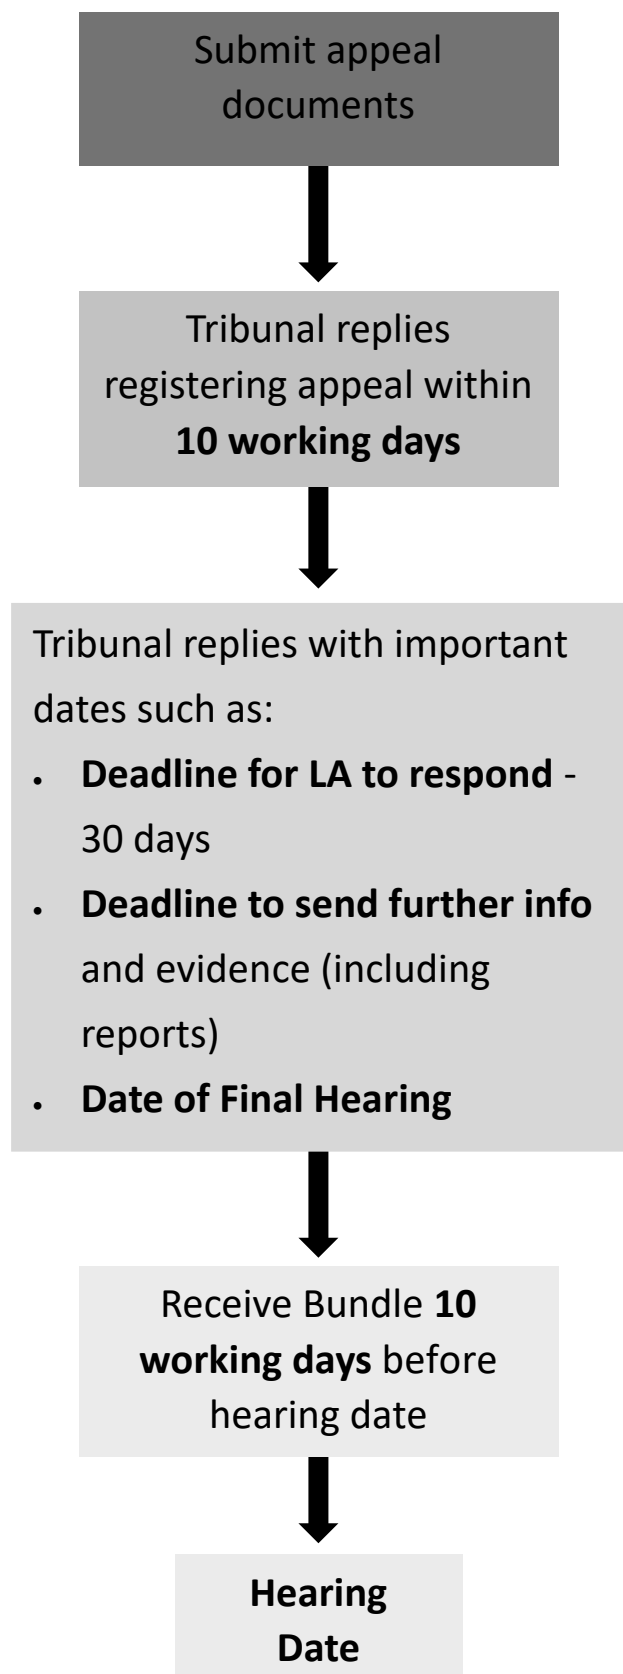 Submit appeal
documents
Tribunal replies
registering appeal within
10 working days
Tribunal replies with important
dates such as:
• Deadline for LA to respond -
30 days
• Deadline to send further info
and evidence (including
reports)
• Date of Final Hearing
Receive Bundle 10
working days before
hearing date
Hearing
Date